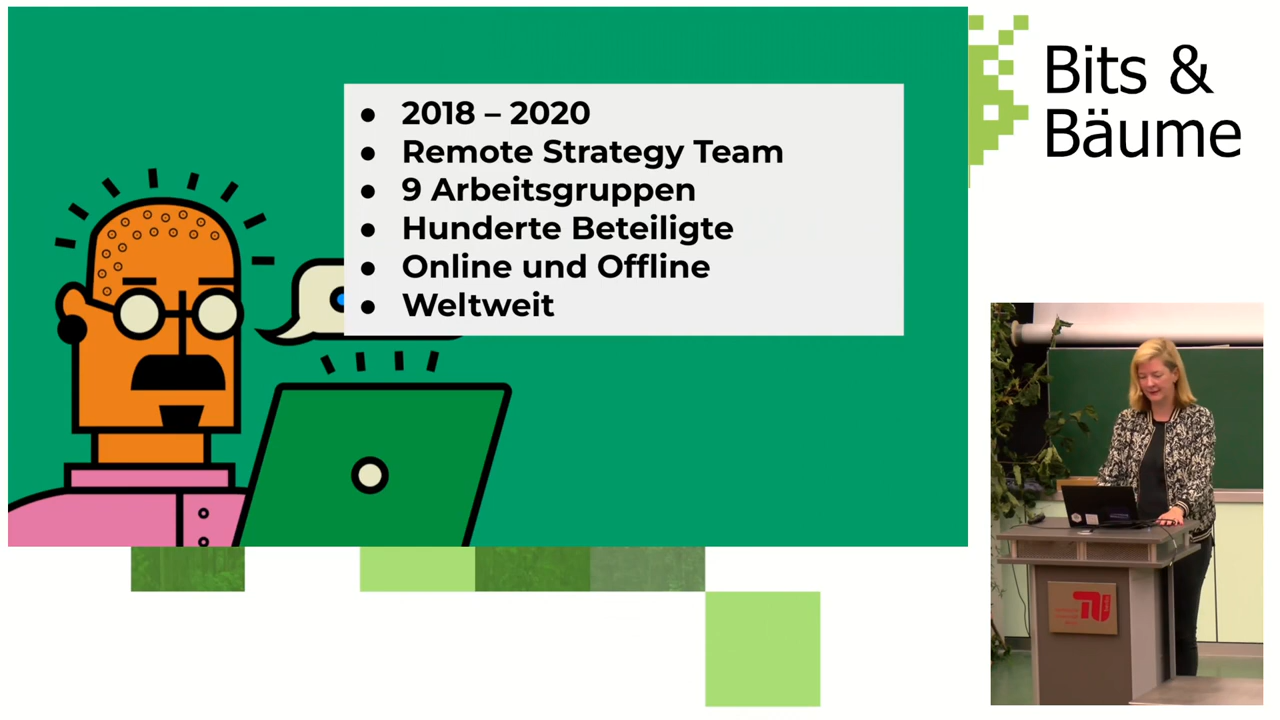 ● 2018 – 2020
● Remote Strategy Team
● 9 Arbeitsgruppen
● Hunderte Beteiligte
● Online und Offline
● Weltweit
Bits &
Bäume